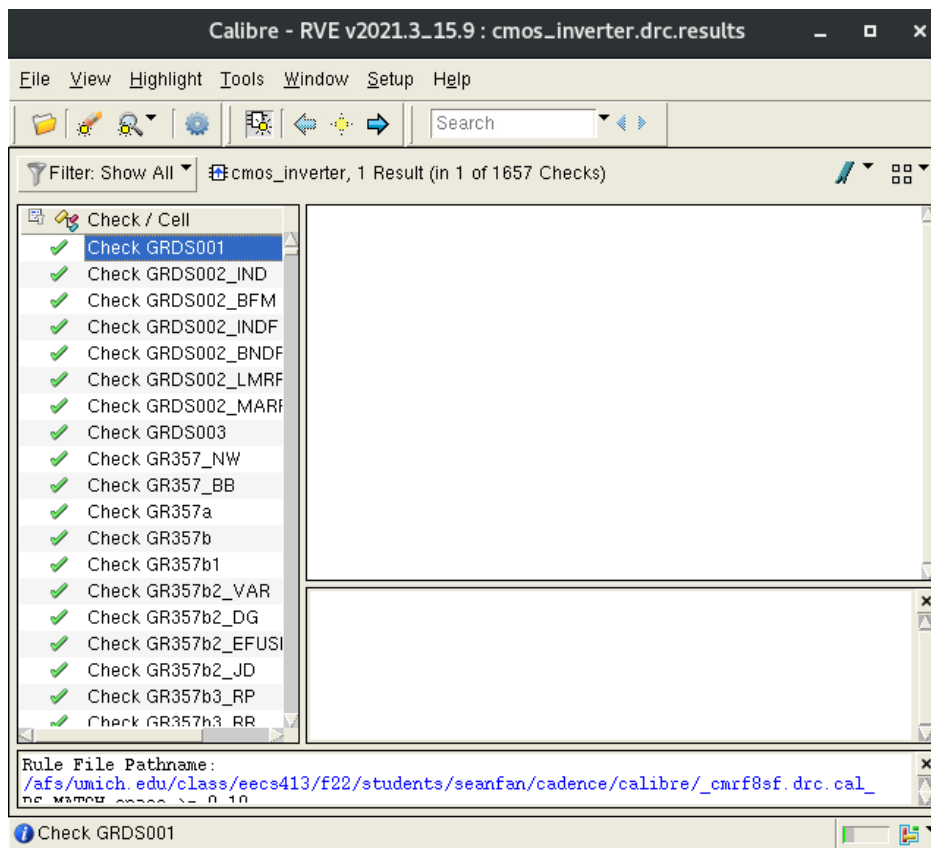 Calibre - RVE v2021.3_15.9 : cmos_inverter.drc.results
File View Highlight Tools Window Setup Help
Search
Filter: Show All cmos_inverter, 1 Result (in 1 of 1657 Checks)
Check / Cell
Check GRDS001
Check GRDS002_IND
Check GRDS002_BFM
Check GRDS002_INDF
Check GRDS002_BNDF
Check GRDS002_LMRF
Check GRDS002_MARF
Check GRDS003
Check GR357_NW
Check GR357_BB
Check GR357a
Check GR357b
Check GR357b1
Check GR357b2_VAR
Check GR357b2_DG
Check GR357b2_EFUSI
Check GR357b2_JD
Check GR357b3_RP
Check GR357b3_RR
Rule File Pathname:
/afs/umich.edu/class/eecs413/f22/students/seanfan/cadence/calibre/_cmrf8sf.drc.cal_
Check GRDS001